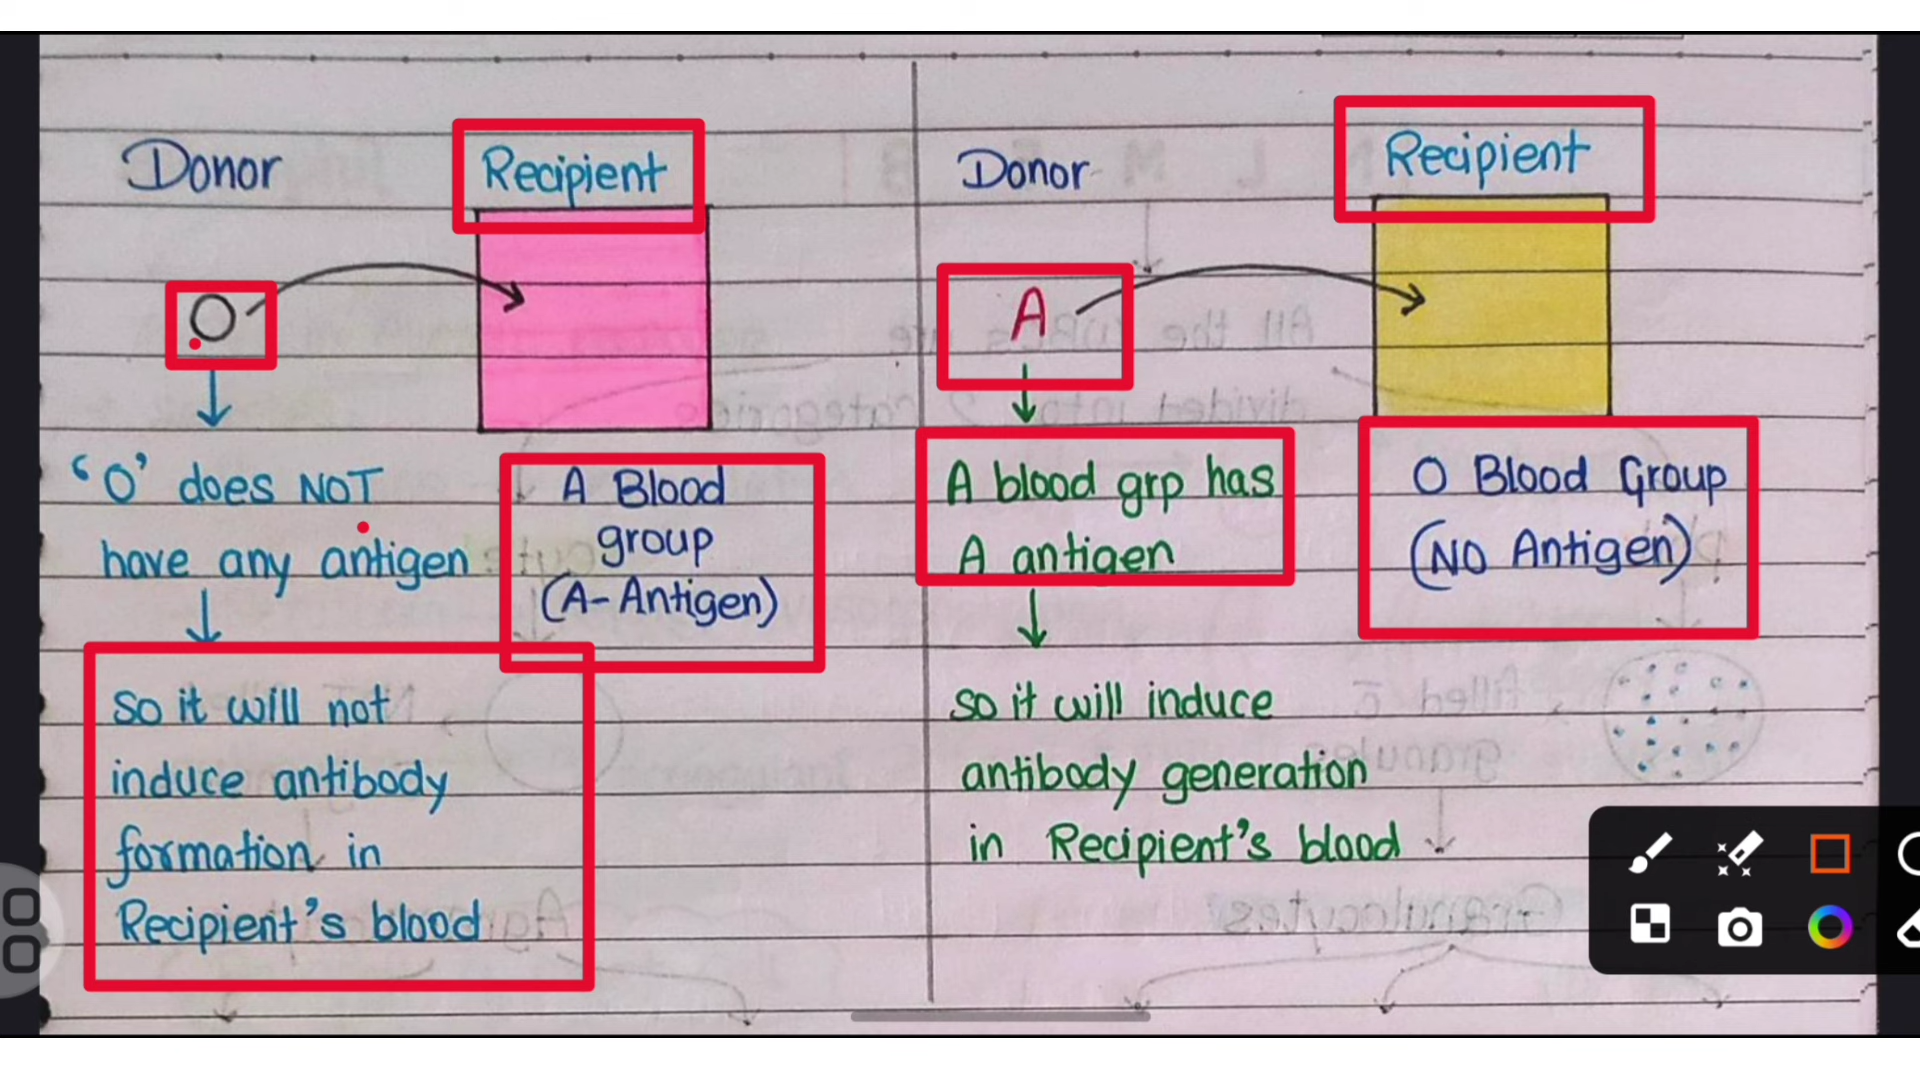 Donor
Recipient
O
'O' does NOT
have any antigen
A Blood
group
(A-Antigen)
so it will not
induce antibody
formation in
Recipient's blood
Donor
Recipient
A
A blood grp has
A antigen
O Blood Group
(NO Antigen)
so it will induce
antibody generation
in Recipient's blood